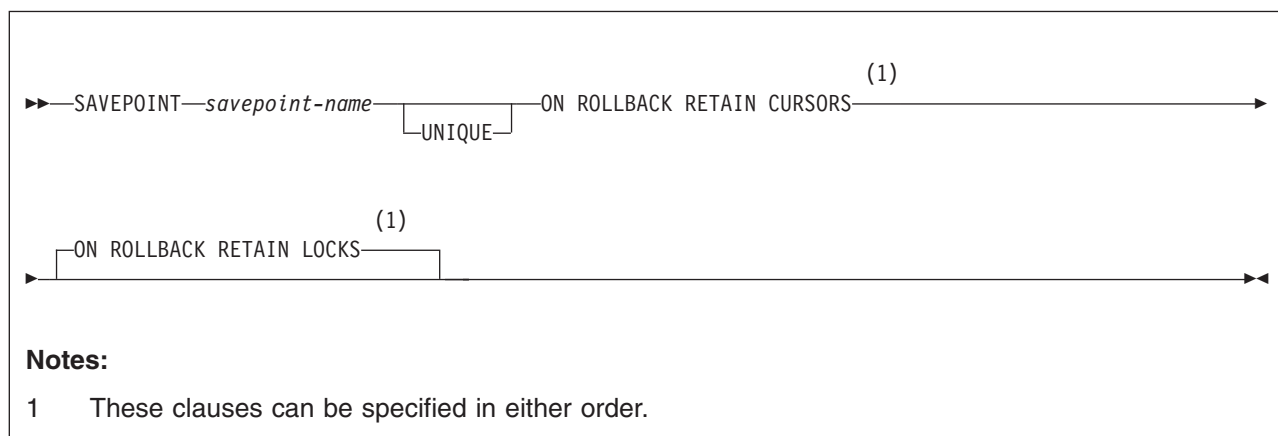 (1)
SAVEPOINT savepoint-name ON ROLLBACK RETAIN CURSORS
UNIQUE
(1)
ON ROLLBACK RETAIN LOCKS
Notes:
1 These clauses can be specified in either order.